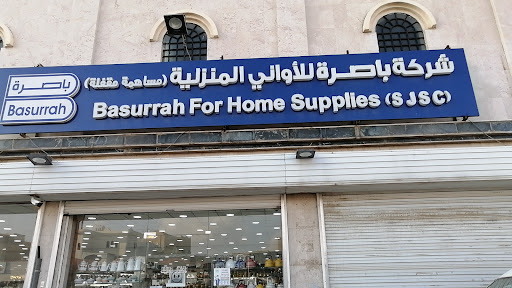 شركة باصرة للأواني المنزلية (مساهمة مقفلة)
Basurrah For Home Supplies (SJSC)
باصرة
Basurrah